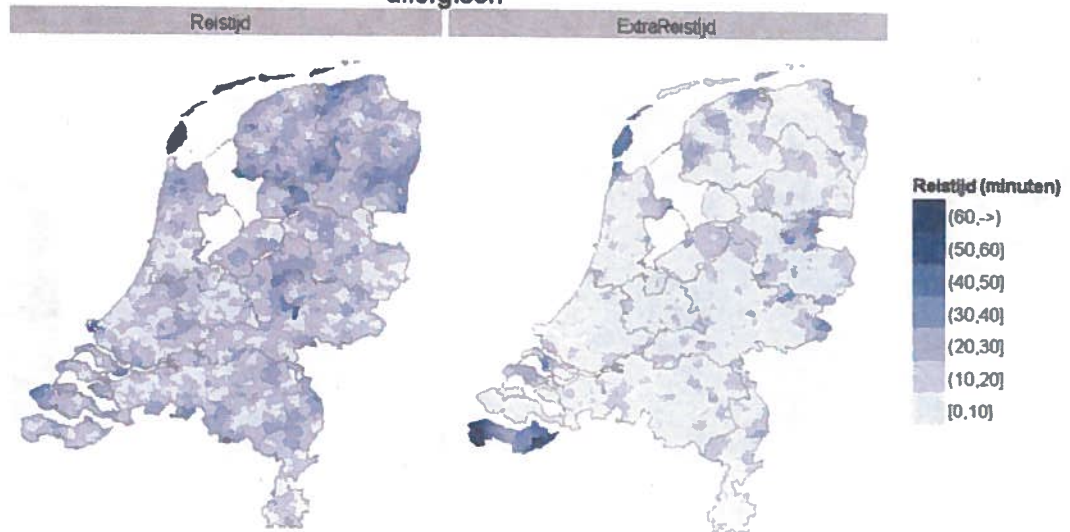 Reistijd
ExtraReistijd
Reistijd (minuten)
(60,->)
(50,60]
(40,50]
(30,40]
(20,30]
(10,20]
[0,10]